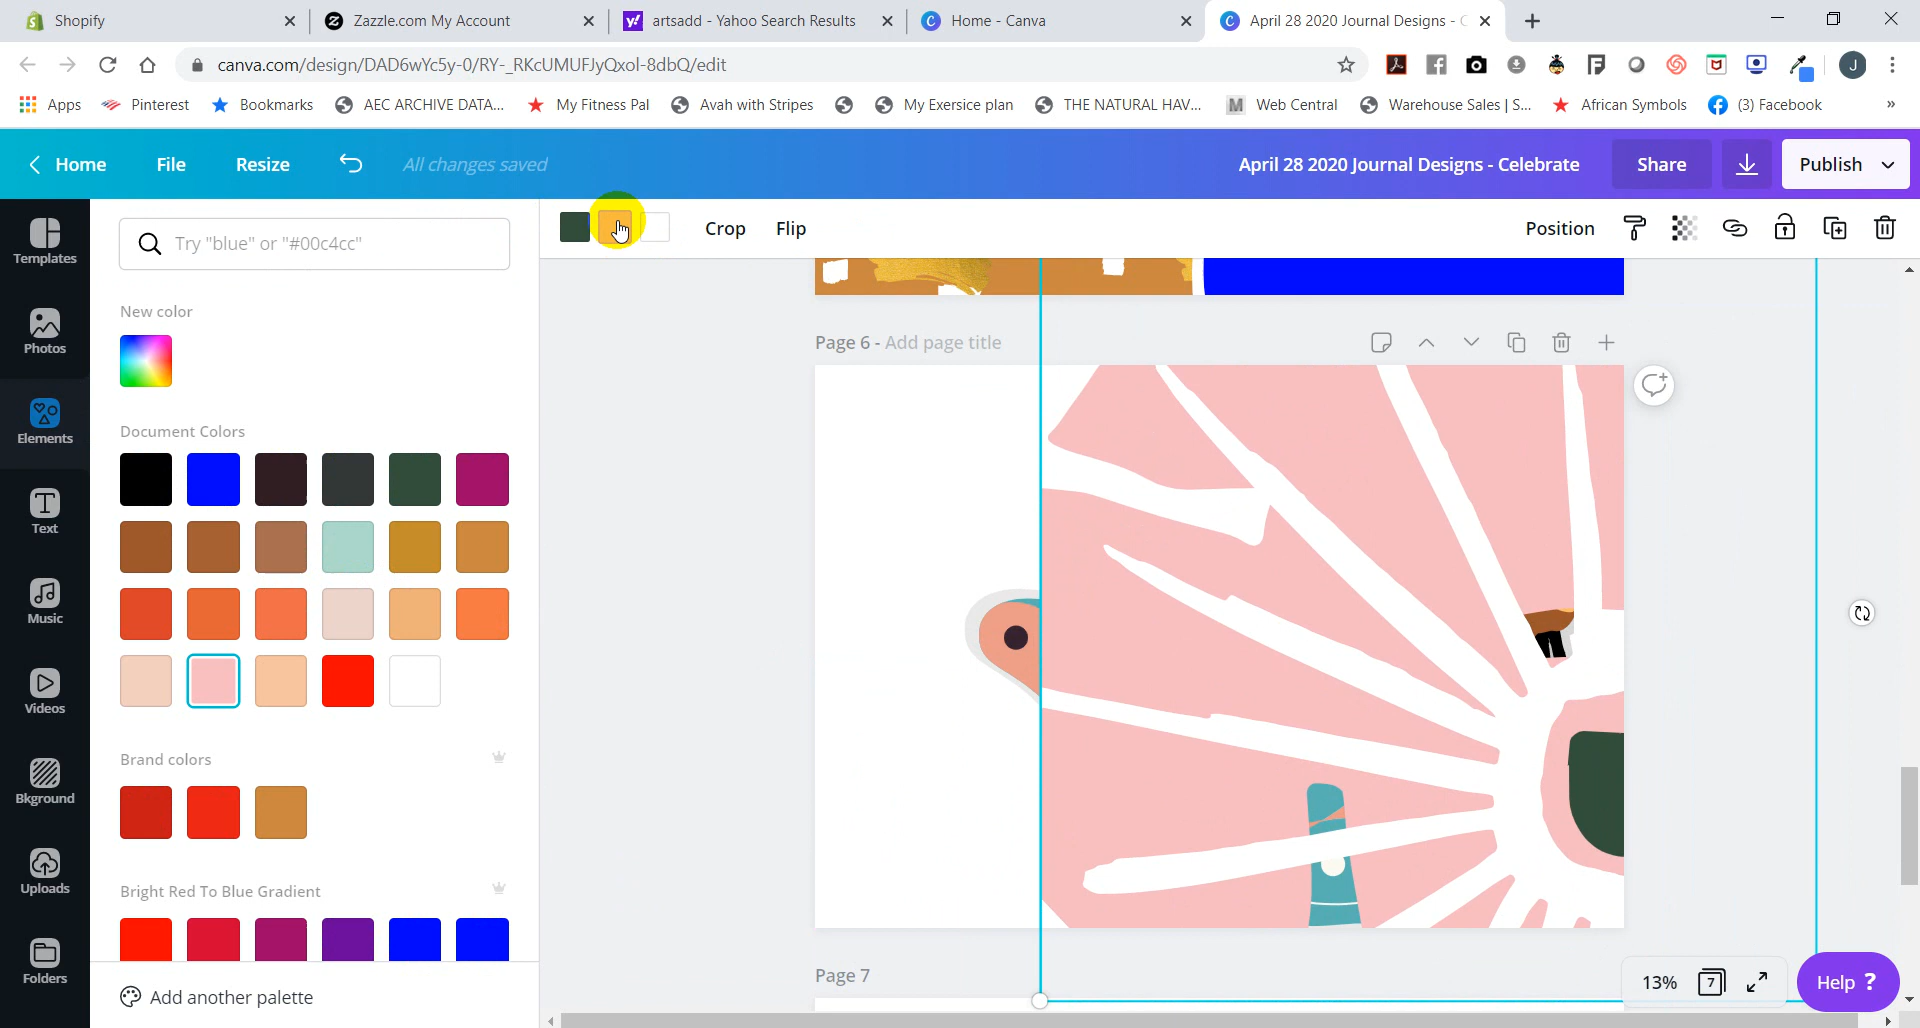 Shopify
Zazzle.com My Account
artsadd - Yahoo Search Results
Home - Canva
April 28 2020 Journal Designs - C
canva.com/design/DAD6wYc5y-0/RY-_RKcUMUFJyQxol-8dbQ/edit
J
Apps
Pinterest
Bookmarks
AEC ARCHIVE DATA...
My Fitness Pal
Avah with Stripes
My Exersice plan
THE NATURAL HAV...
Web Central
Warehouse Sales | S...
African Symbols
(3) Facebook
»
Home
File
Resize
All changes saved
April 28 2020 Journal Designs - Celebrate
Share
Publish
Templates
Photos
Elements
Text
Music
Videos
Bkground
Uploads
Folders
Try "blue" or "#00c4cc"
New color
Document Colors
Brand colors
Bright Red To Blue Gradient
Add another palette
Crop
Flip
Position
Page 6 - Add page title
Page 7
13%
7
Help ?